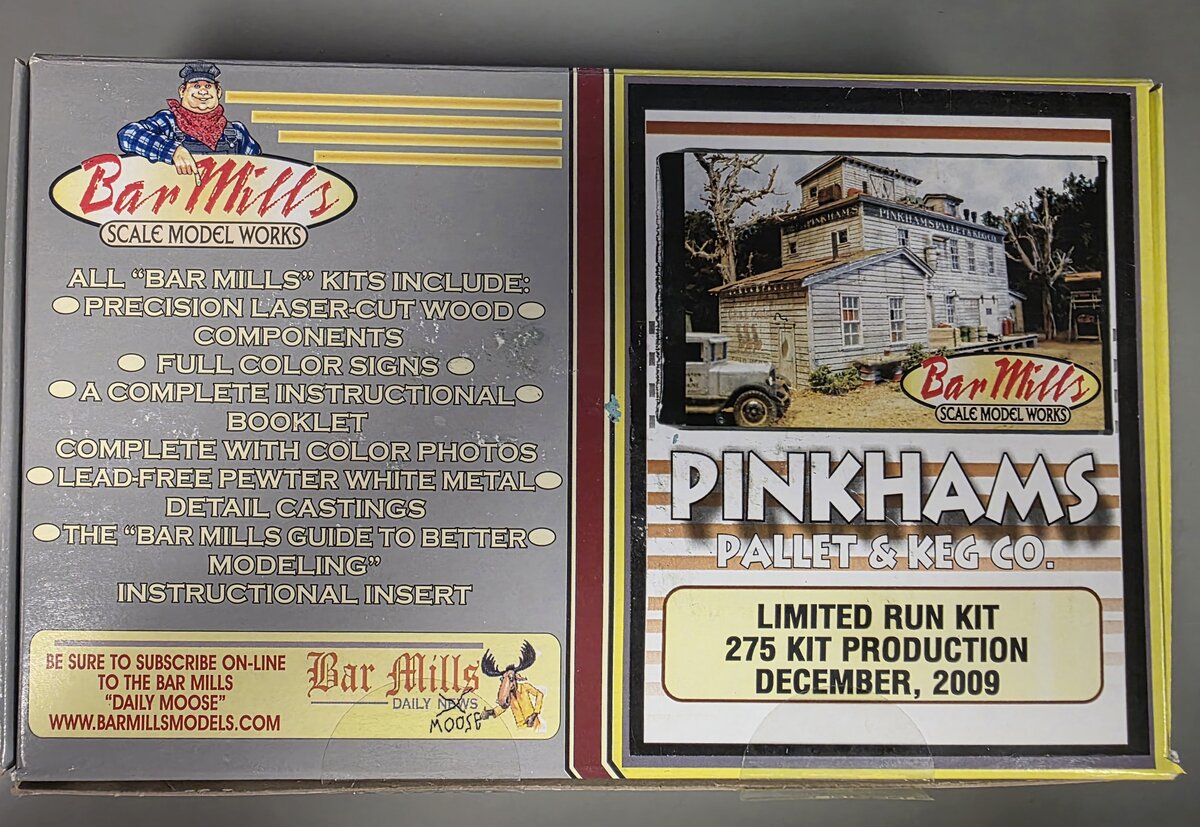 Bar Mills
SCALE MODEL WORKS
ALL “BAR MILLS” KITS INCLUDE:
PRECISION LASER-CUT WOOD
COMPONENTS
FULL COLOR SIGNS
A COMPLETE INSTRUCTIONAL
BOOKLET
COMPLETE WITH COLOR PHOTOS
LEAD-FREE PEWTER WHITE METAL
DETAIL CASTINGS
THE “BAR MILLS GUIDE TO BETTER
MODELING”
INSTRUCTIONAL INSERT
BE SURE TO SUBSCRIBE ON-LINE
TO THE BAR MILLS
“DAILY MOOSE”
WWW.BARMILLSMODELS.COM
Bar Mills
DAILY NEWS
MOOSE
PINKHAMS
PINKHAMS PALLET & KEG CO.
Bar Mills
SCALE MODEL WORKS
PINKHAMS
PALLET & KEG CO.
LIMITED RUN KIT
275 KIT PRODUCTION
DECEMBER, 2009